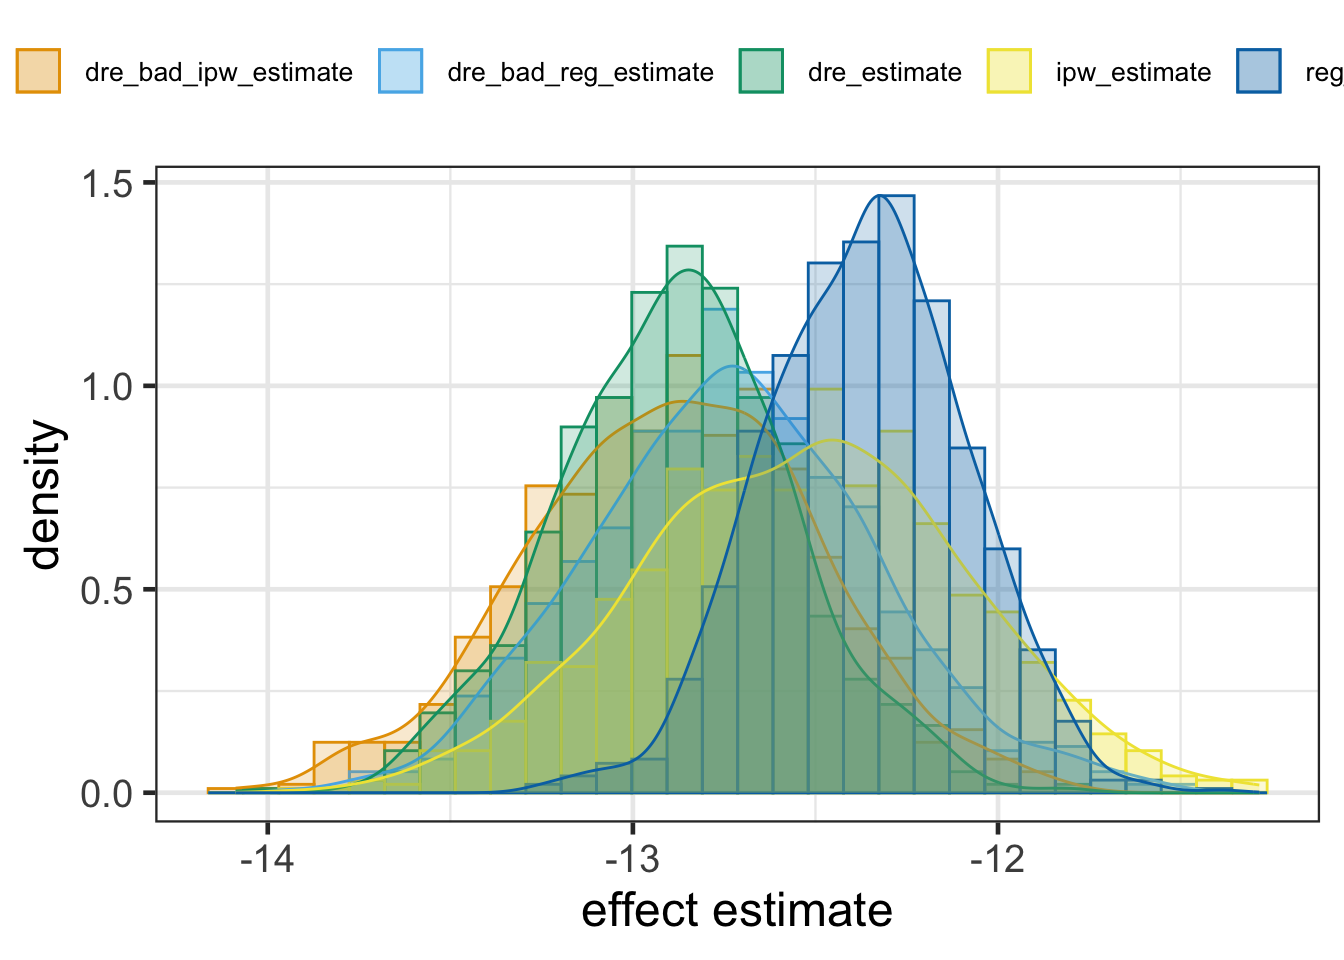 dre_bad_ipw_estimate dre_bad_reg_estimate dre_estimate ipw_estimate reg
1.5
1.0
0.5
0.0
density
-14 -13 -12
effect estimate